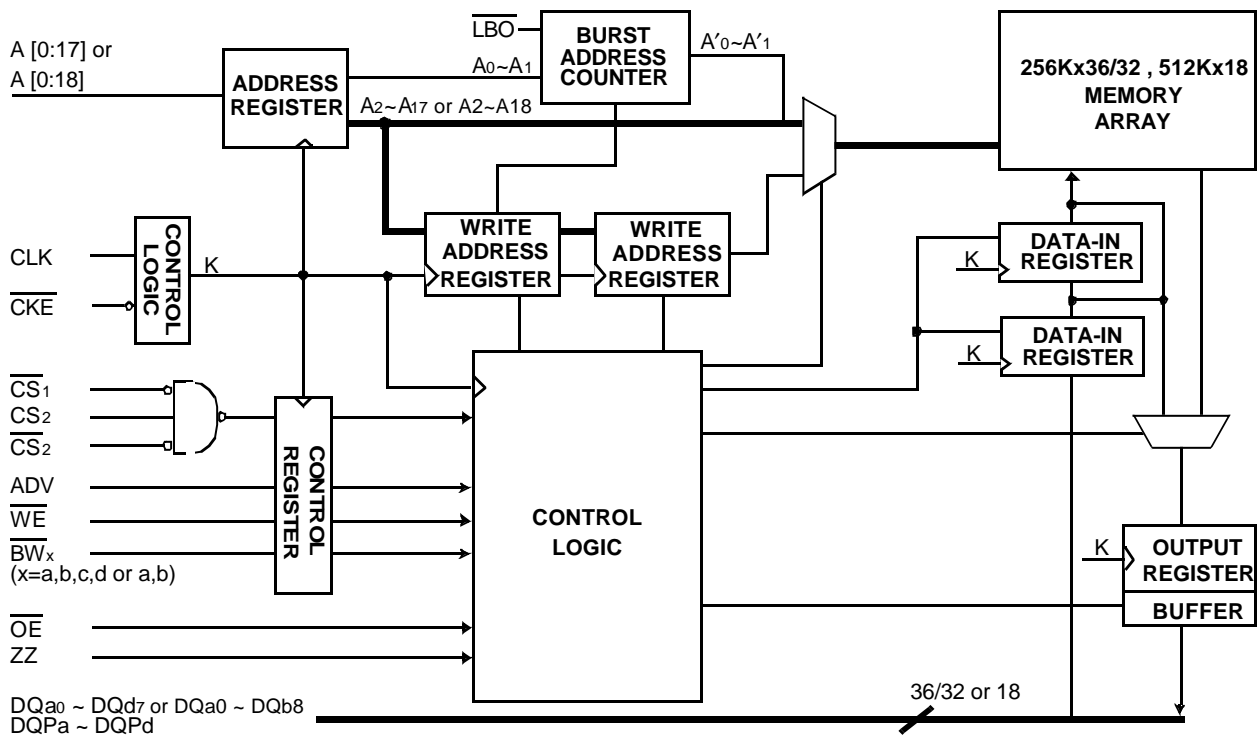 A [0:17] or
A [0:18]
ADDRESS
REGISTER
LBO
BURST
ADDRESS
COUNTER
A0~A1
A′0~A′1
A2~A17 or A2~A18
256Kx36/32 , 512Kx18
MEMORY
ARRAY
CLK
CKE
CONTROL
LOGIC
K
WRITE
ADDRESS
REGISTER
WRITE
ADDRESS
REGISTER
K
DATA-IN
REGISTER
K
DATA-IN
REGISTER
CS1
CS2
CS2
ADV
WE
BWx
(x=a,b,c,d or a,b)
CONTROL
REGISTER
CONTROL
LOGIC
K
OUTPUT
REGISTER
BUFFER
OE
ZZ
DQa0 ~ DQd7 or DQa0 ~ DQb8
DQPa ~ DQPd
36/32 or 18